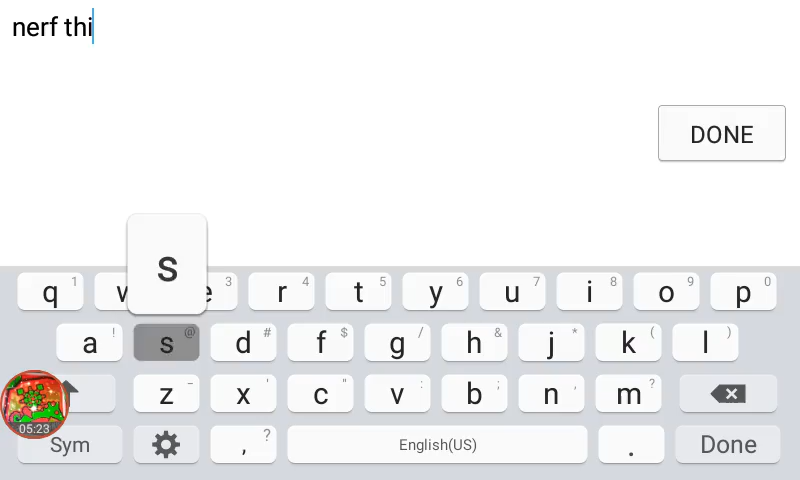 nerf thi
DONE
s
q 1 w e 3 r 4 t 5 y 6 u 7 i 8 o 9 p 0
a ! s @ d # f $ g / h & j * k ( l )
z - x ' c " v : b ; n , m ?
05:23
Sym , ? English(US) . Done